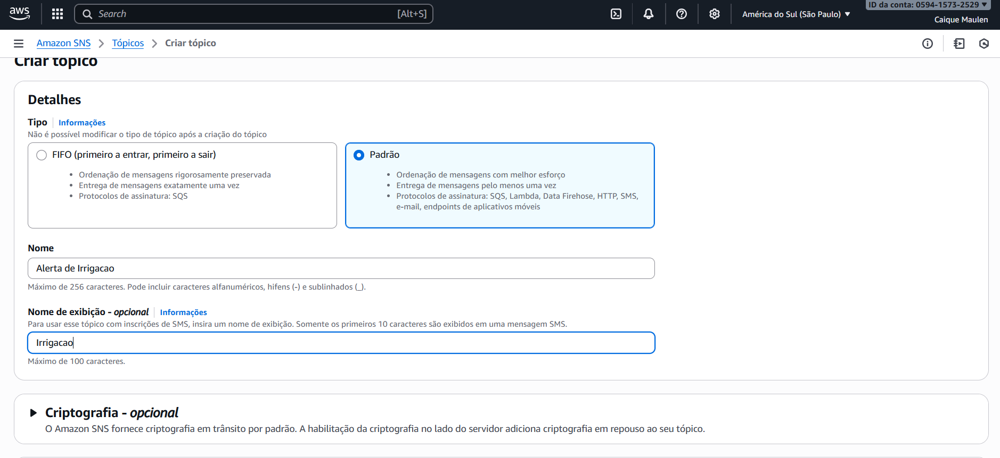 aws
Search
[Alt+S]
América do Sul (São Paulo)
ID da conta: 0594-1573-2529
Caique Maulen
Amazon SNS
Tópicos
Criar tópico
Criar tópico
Detalhes
Tipo
Informações
Não é possível modificar o tipo de tópico após a criação do tópico
FIFO (primeiro a entrar, primeiro a sair)
Ordenação de mensagens rigorosamente preservada
Entrega de mensagens exatamente uma vez
Protocolos de assinatura: SQS
Padrão
Ordenação de mensagens com melhor esforço
Entrega de mensagens pelo menos uma vez
Protocolos de assinatura: SQS, Lambda, Data Firehose, HTTP, SMS,
e-mail, endpoints de aplicativos móveis
Nome
Alerta de Irrigacao
Máximo de 256 caracteres. Pode incluir caracteres alfanuméricos, hifens (-) e sublinhados (_).
Nome de exibição - opcional
Informações
Para usar esse tópico com inscrições de SMS, insira um nome de exibição. Somente os primeiros 10 caracteres são exibidos em uma mensagem SMS.
Irrigacao
Máximo de 100 caracteres.
Criptografia - opcional
O Amazon SNS fornece criptografia em trânsito por padrão. A habilitação da criptografia no lado do servidor adiciona criptografia em repouso ao seu tópico.